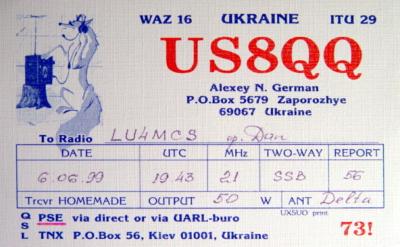 WAZ 16 UKRAINE ITU 29
US8QQ
Alexey N. German
P.O.Box 5679 Zaporozhye
69067 Ukraine
To Radio LU4MCS op. Dan
DATE UTC MHz TWO-WAY REPORT
6.06.99 19 43 21 SSB 56
Trcvr HOMEMADE OUTPUT 50 W ANT Delta
UX5UO print
QSL PSE via direct or via UARL-buro
TNX P.O.Box 56, Kiev 01001, Ukraine 73!